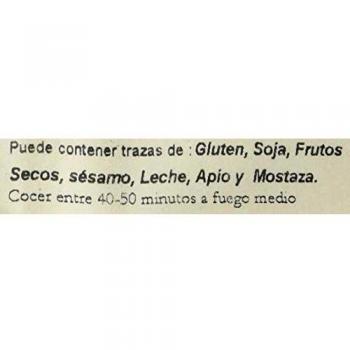 Puede contener trazas de : Gluten, Soja, Frutos
Secos, sésamo, Leche, Apio y Mostaza.
Cocer entre 40-50 minutos a fuego medio